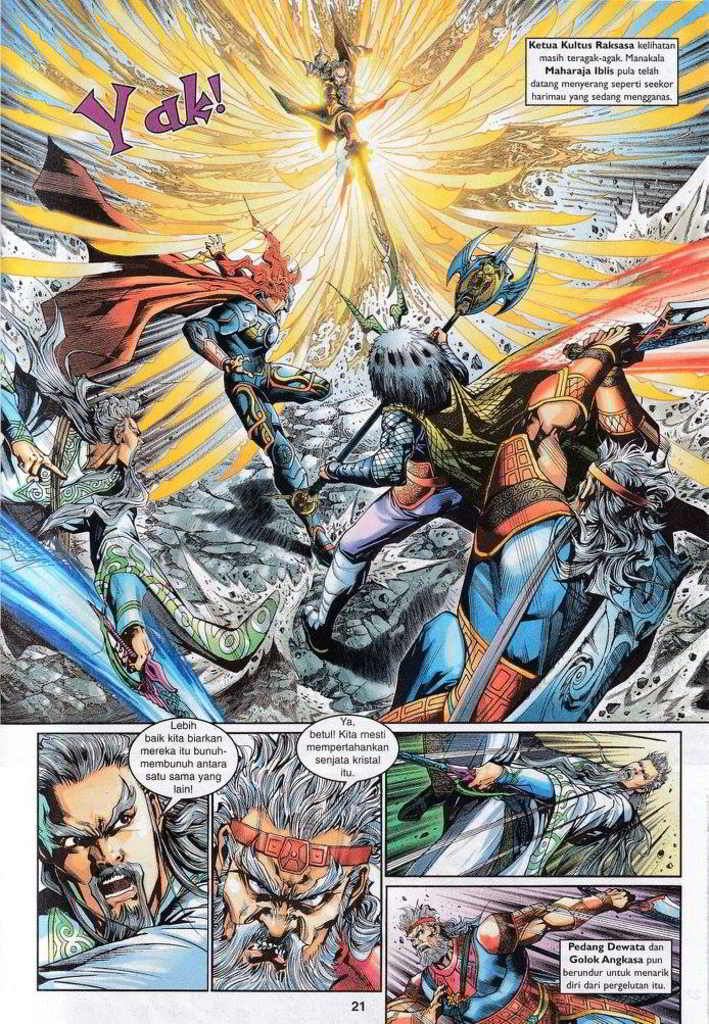 Ketua Kultus Raksasa kelihatan
masih teragak-agak. Manakala
Maharaja Iblis pula telah
datang menyerang seperti seekor
harimau yang sedang mengganas.
Yak!
Lebih
baik kita biarkan
mereka itu bunuh-
membunuh antara
satu sama yang
lain!
Ya,
betul! Kita mesti
mempertahankan
senjata kristal
itu.
Pedang Dewata dan
Golok Angkasa pun
berundur untuk menarik
diri dari pergelutan itu.
21